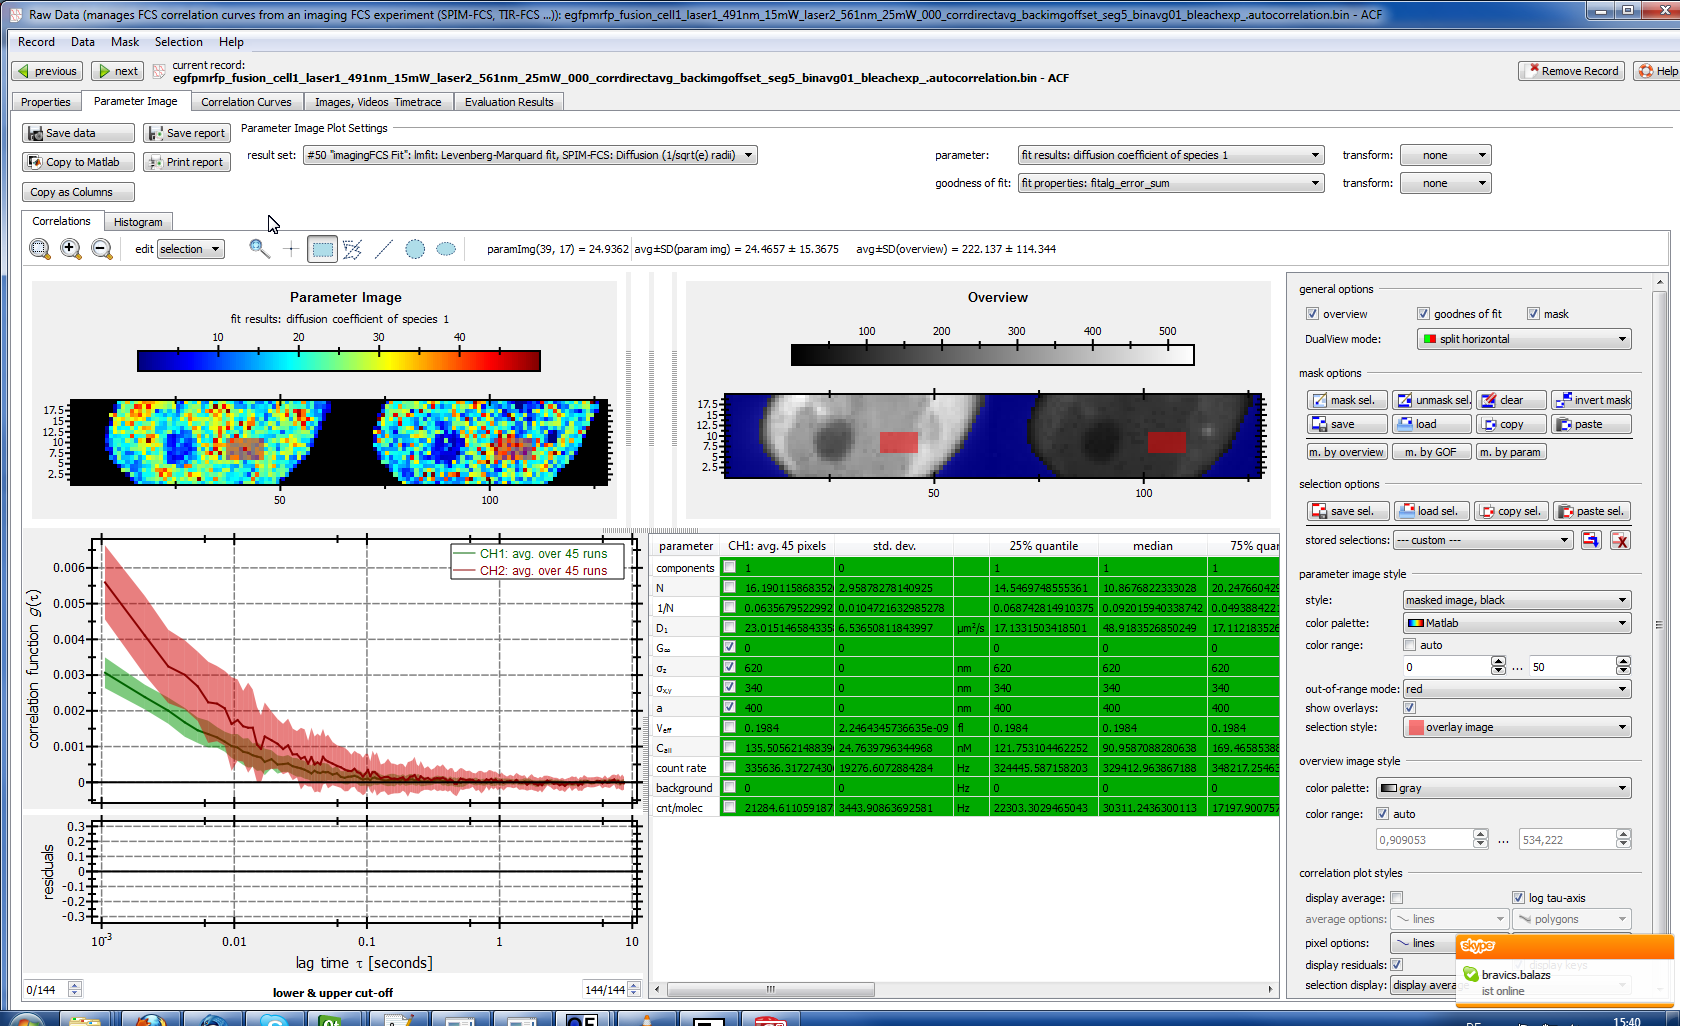 Raw Data (manages FCS correlation curves from an imaging FCS experiment (SPIM-FCS, TIR-FCS ...)): egfpmrfp_fusion_cell1_laser1_491nm_15mW_laser2_561nm_25mW_000_corrdirectavg_backimgoffset_seg5_binavg01_bleachexp_.autocorrelation.bin - ACF
Record Data Mask Selection Help
previous next current record:
egfpmrfp_fusion_cell1_laser1_491nm_15mW_laser2_561nm_25mW_000_corrdirectavg_backimgoffset_seg5_binavg01_bleachexp_.autocorrelation.bin - ACF
Remove Record Help
Properties Parameter Image Correlation Curves Images, Videos Timetrace Evaluation Results
Save data Save report Parameter Image Plot Settings
Copy to Matlab Print report result set: #50 "imagingFCS Fit": lmfit: Levenberg-Marquard fit, SPIM-FCS: Diffusion (1/sqrt(e) radii)
parameter: fit results: diffusion coefficient of species 1 transform: none
goodness of fit: fit properties: fitalg_error_sum transform: none
Copy as Columns
Correlations Histogram
edit selection paramImg(39, 17) = 24.9362 avg±SD(param img) = 24.4657 ± 15.3675 avg±SD(overview) = 222.137 ± 114.344
Parameter Image
fit results: diffusion coefficient of species 1
10 20 30 40
17.5
15
12.5
10
7.5
5
2.5
50 100
Overview
100 200 300 400 500
17.5
15
12.5
10
7.5
5
2.5
50 100
CH1: avg. over 45 runs
CH2: avg. over 45 runs
correlation function g(τ)
0.006
0.005
0.004
0.003
0.002
0.001
0
residuals
0.3
0.2
0.1
0
-0.1
-0.2
-0.3
10-3 0.01 0.1 1 10
lag time τ [seconds]
0/144 lower & upper cut-off 144/144
parameter CH1: avg. 45 pixels std. dev. 25% quantile median 75% quar
components 1 0 1 1 1
N 16.1901158683520 2.95878278140925 14.5469748555361 10.8676822333028 20.247660429
1/N 0.0635679522992 0.0104721632985278 0.068742814910375 0.092015940338742 0.0493884221
D1 23.0151465843355 6.53650811843997 µm²/s 17.1331503418501 48.9183526850249 17.112183526
G∞ 0 0 0 0 0
σz 620 0 nm 620 620 620
σx,y 340 0 nm 340 340 340
a 400 0 nm 400 400 400
Veff 0.1984 2.2464345736635e-09 fl 0.1984 0.1984 0.1984
Call 135.505621488390 24.7639796344968 nM 121.753104462252 90.9587088280638 169.46585388
count rate 335636.317274300 19276.6072884284 Hz 324445.587158203 329412.963867188 348217.25463
background 0 0 Hz 0 0 0
cnt/molec 21284.6110591870 3443.90863692581 Hz 22303.3029465043 30311.2436300113 17197.900757
general options
overview goodnes of fit mask
DualView mode: split horizontal
mask options
mask sel. unmask sel. clear invert mask
save load copy paste
m. by overview m. by GOF m. by param
selection options
save sel. load sel. copy sel. paste sel.
stored selections: --- custom ---
parameter image style
style: masked image, black
color palette: Matlab
color range: auto
0 ... 50
out-of-range mode: red
show overlays:
selection style: overlay image
overview image style
color palette: gray
color range: auto
0,909053 ... 534,222
correlation plot styles
display average: log tau-axis
average options: lines polygons
pixel options: lines
display residuals: display keys
selection display: display average
skype
bravics.balazs
ist online
15:40